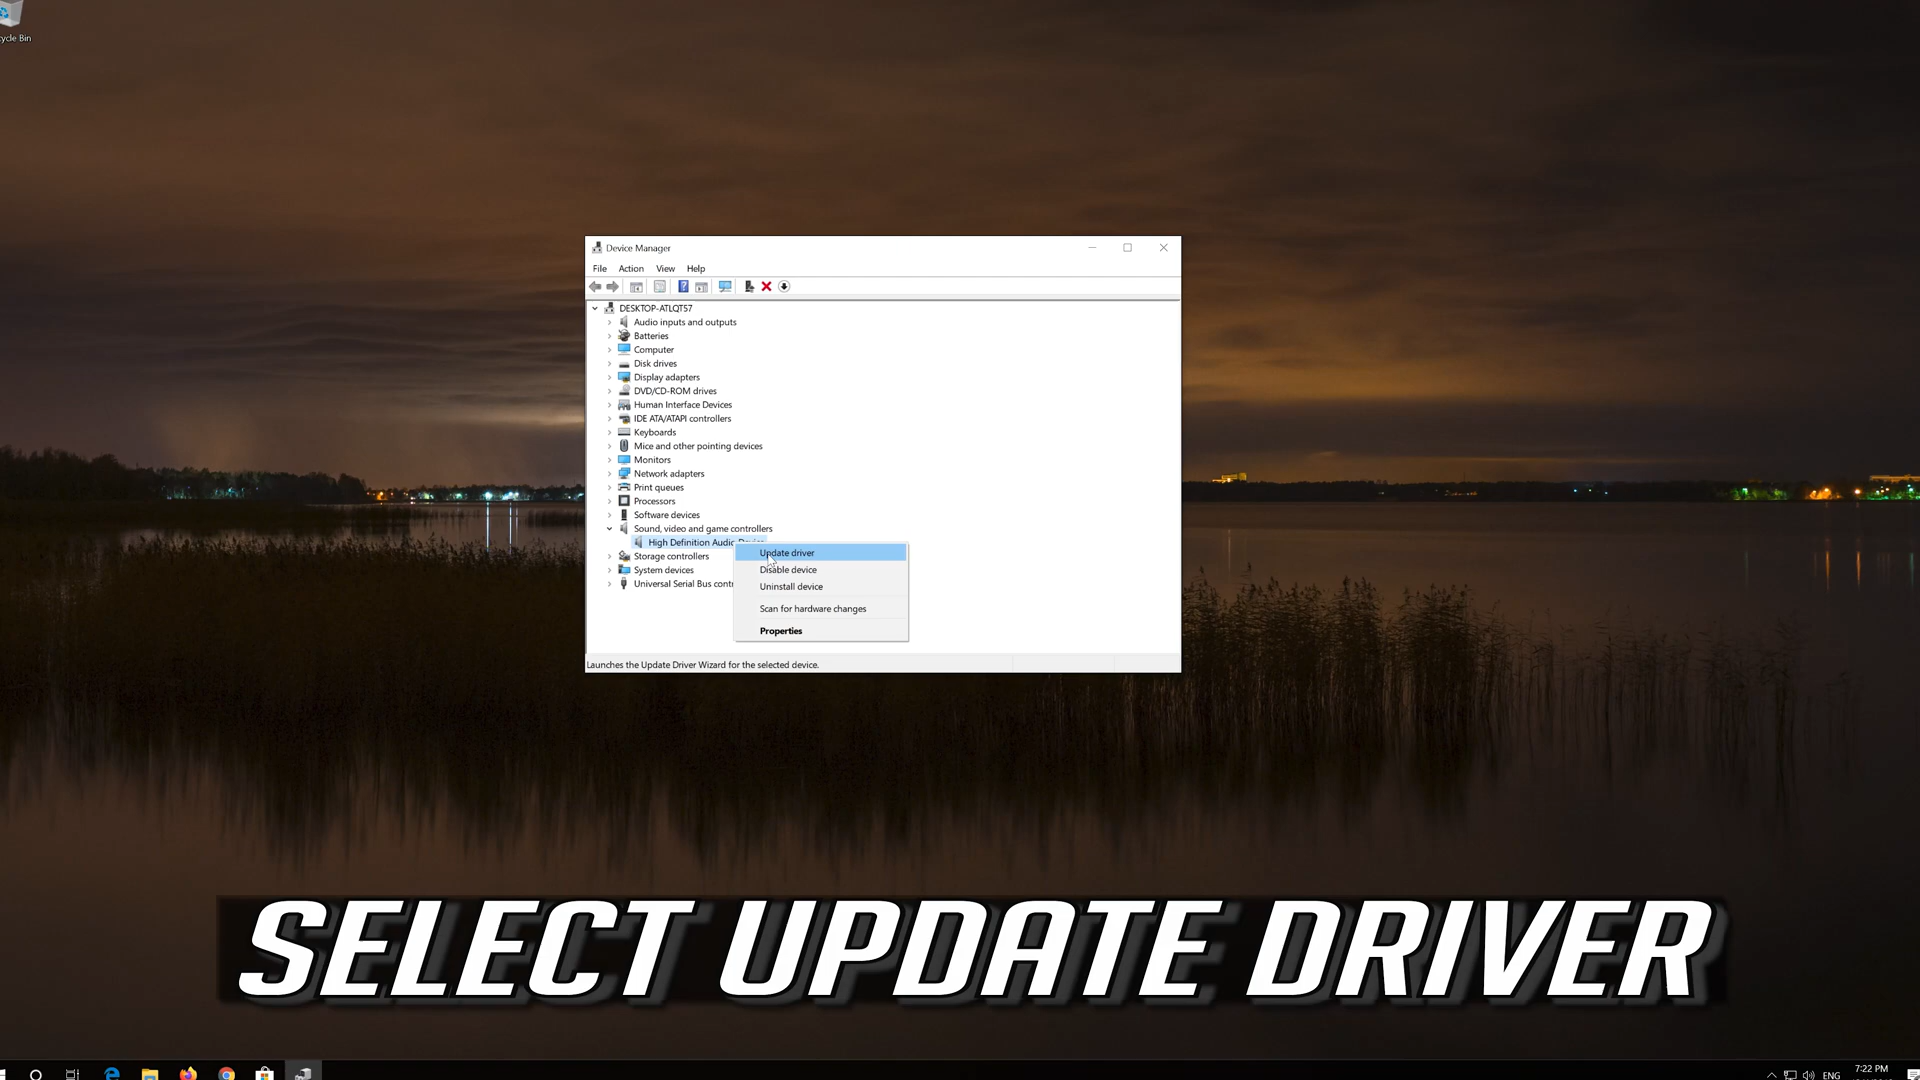 cycle Bin
Device Manager
File Action View Help
DESKTOP-ATLQT57
Audio inputs and outputs
Batteries
Computer
Disk drives
Display adapters
DVD/CD-ROM drives
Human Interface Devices
IDE ATA/ATAPI controllers
Keyboards
Mice and other pointing devices
Monitors
Network adapters
Print queues
Processors
Software devices
Sound, video and game controllers
High Definition Audio Device
Update driver
Storage controllers
Disable device
System devices
Universal Serial Bus contr
Uninstall device
Scan for hardware changes
Properties
Launches the Update Driver Wizard for the selected device.
SELECT UPDATE DRIVER
ENG
7:22 PM